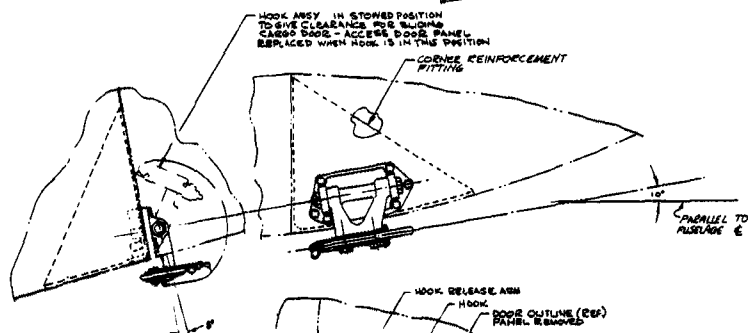 HOOK ASSY IN STOWED POSITION
TO GIVE CLEARANCE FOR SLIDING
CARGO DOOR - ACCESS DOOR PANEL
REPLACED WHEN HOOK IS IN THIS POSITION
CORNER REINFORCEMENT
FITTING
10°
PARALLEL TO
FUSELAGE ℄
HOOK RELEASE ARM
HOOK
DOOR OUTLINE (REF)
PANEL REMOVED